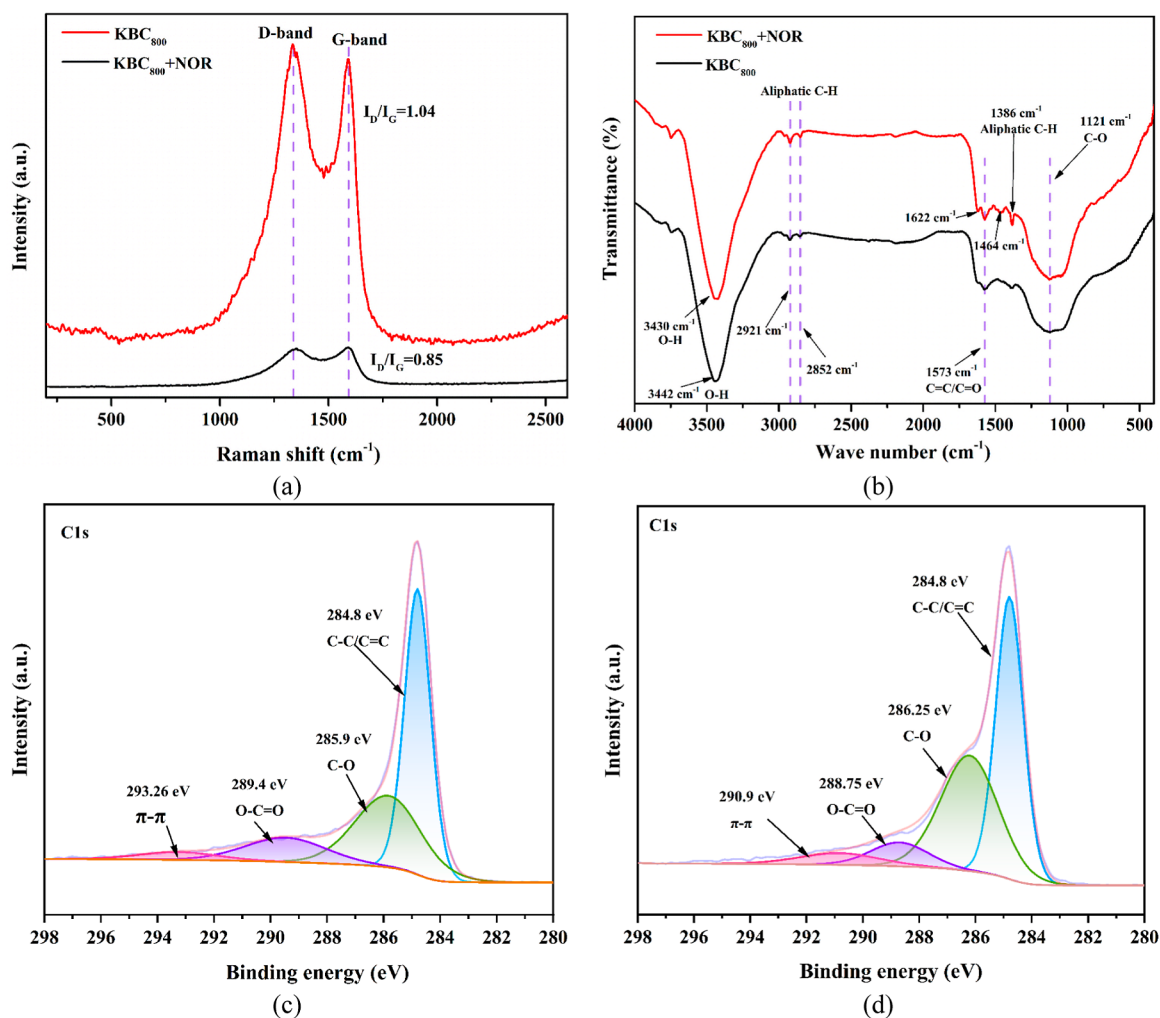 KBC800
KBC800+NOR
D-band
G-band
ID/IG=1.04
ID/IG=0.85
Intensity (a.u.)
500
1000
1500
2000
2500
Raman shift (cm-1)
(a)
KBC800+NOR
KBC800
Aliphatic C-H
1386 cm-1
Aliphatic C-H
1121 cm-1
C-O
1622 cm-1
1464 cm-1
3430 cm-1
O-H
2921 cm-1
2852 cm-1
1573 cm-1
C=C/C=O
3442 cm-1
O-H
Transmittance (%)
4000
3500
3000
2500
2000
1500
1000
500
Wave number (cm-1)
(b)
C1s
284.8 eV
C-C/C=C
285.9 eV
C-O
289.4 eV
O-C=O
293.26 eV
π-π
Intensity (a.u.)
298
296
294
292
290
288
286
284
282
280
Binding energy (eV)
(c)
C1s
284.8 eV
C-C/C=C
286.25 eV
C-O
288.75 eV
O-C=O
290.9 eV
π-π
Intensity (a.u.)
298
296
294
292
290
288
286
284
282
280
Binding energy (eV)
(d)